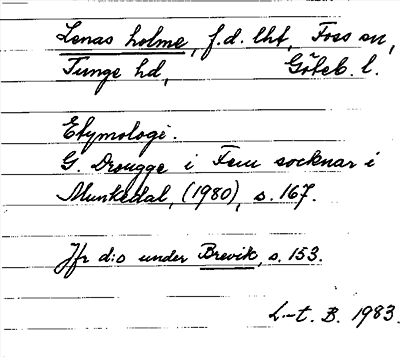 Lenas holme, f.d. lht, Foss sn,
Tunge hd, Göteb. l.
Etymologi.
G. Drougge i Fem socknar i
Munkedal, (1980), s. 167.
Jfr d:o under Brevik, s. 153.
L-t. B. 1983.